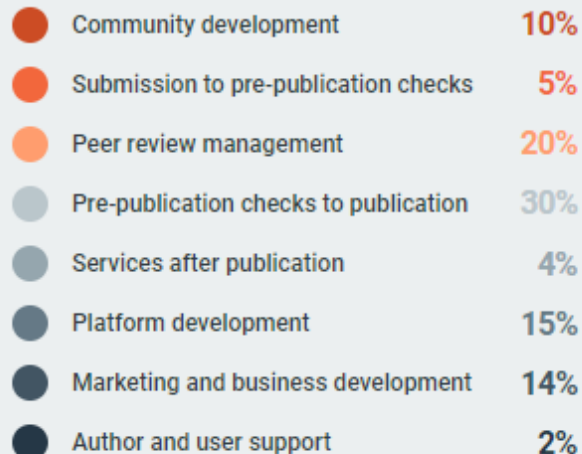 Community development 10%
Submission to pre-publication checks 5%
Peer review management 20%
Pre-publication checks to publication 30%
Services after publication 4%
Platform development 15%
Marketing and business development 14%
Author and user support 2%